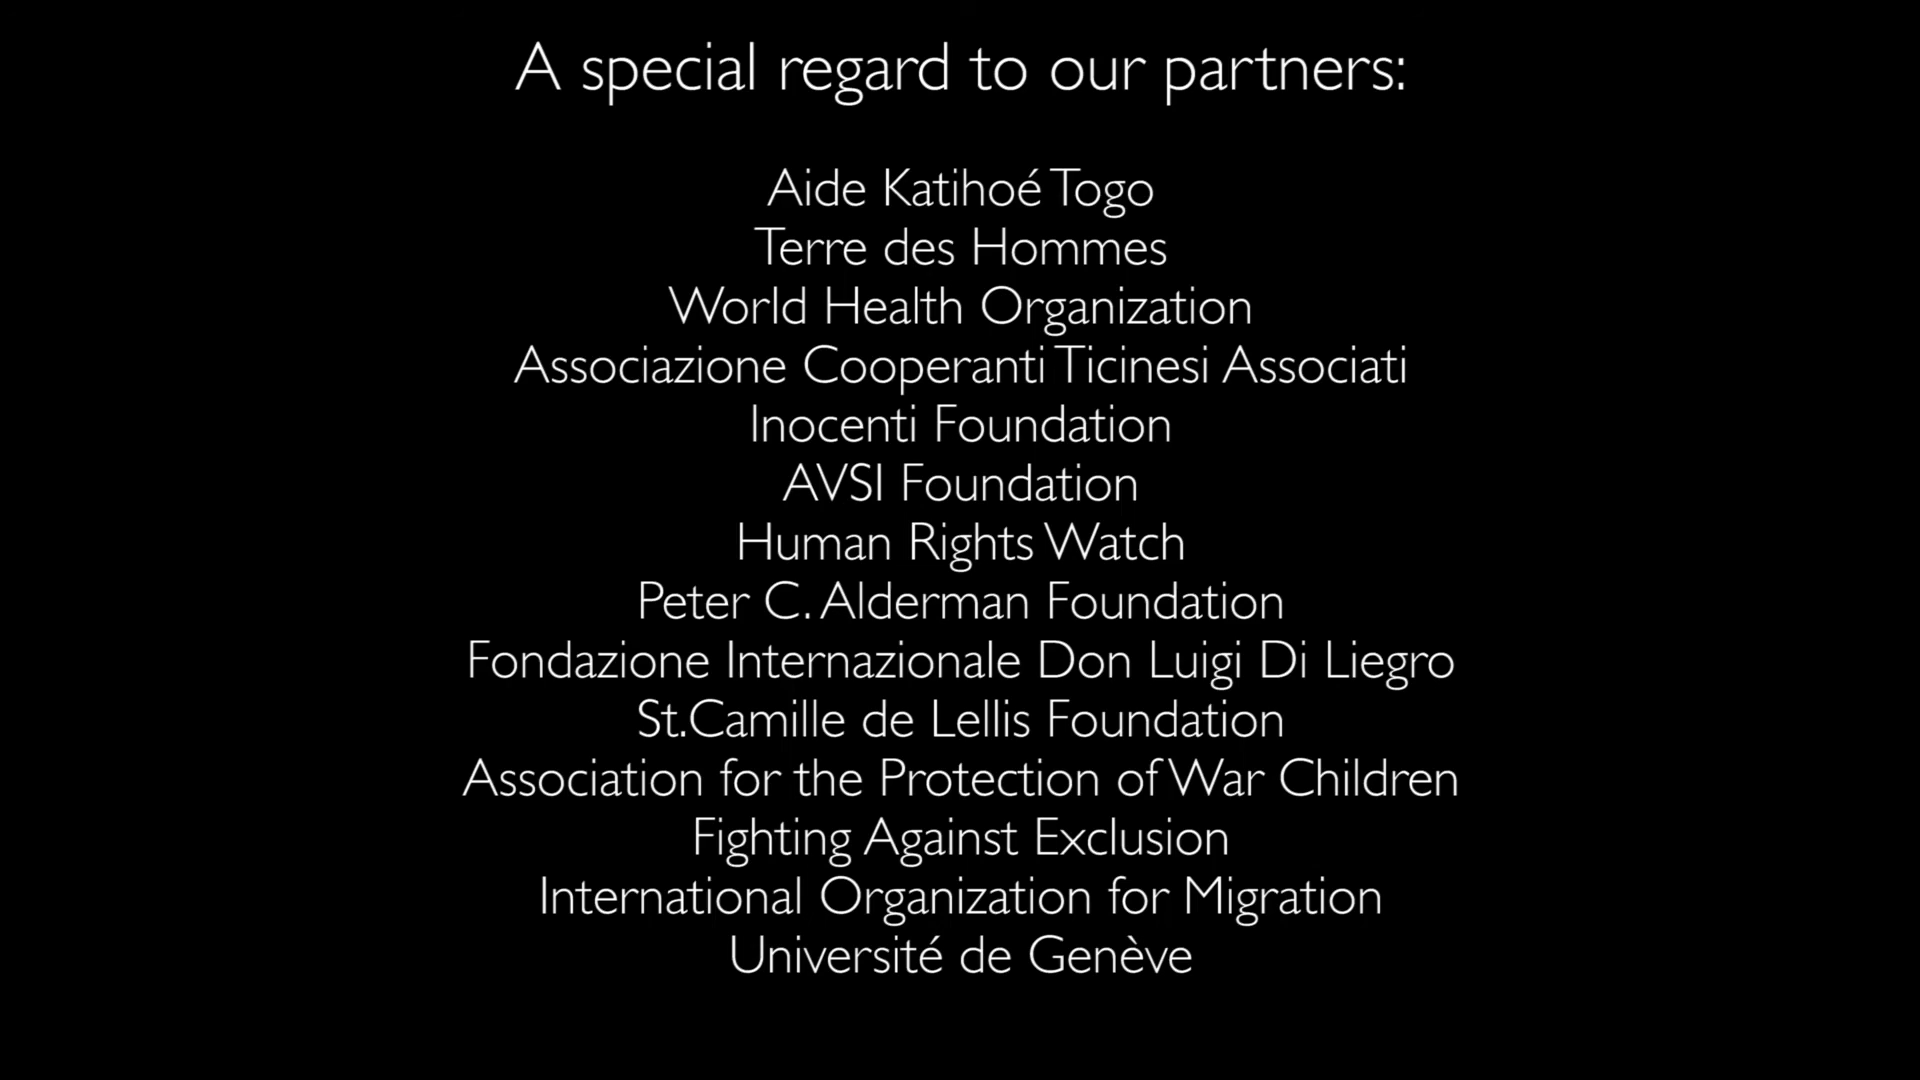 A special regard to our partners:
Aide Katihoé Togo
Terre des Hommes
World Health Organization
Associazione Cooperanti Ticinesi Associati
Inocenti Foundation
AVSI Foundation
Human Rights Watch
Peter C. Alderman Foundation
Fondazione Internazionale Don Luigi Di Liegro
St.Camille de Lellis Foundation
Association for the Protection of War Children
Fighting Against Exclusion
International Organization for Migration
Université de Genève